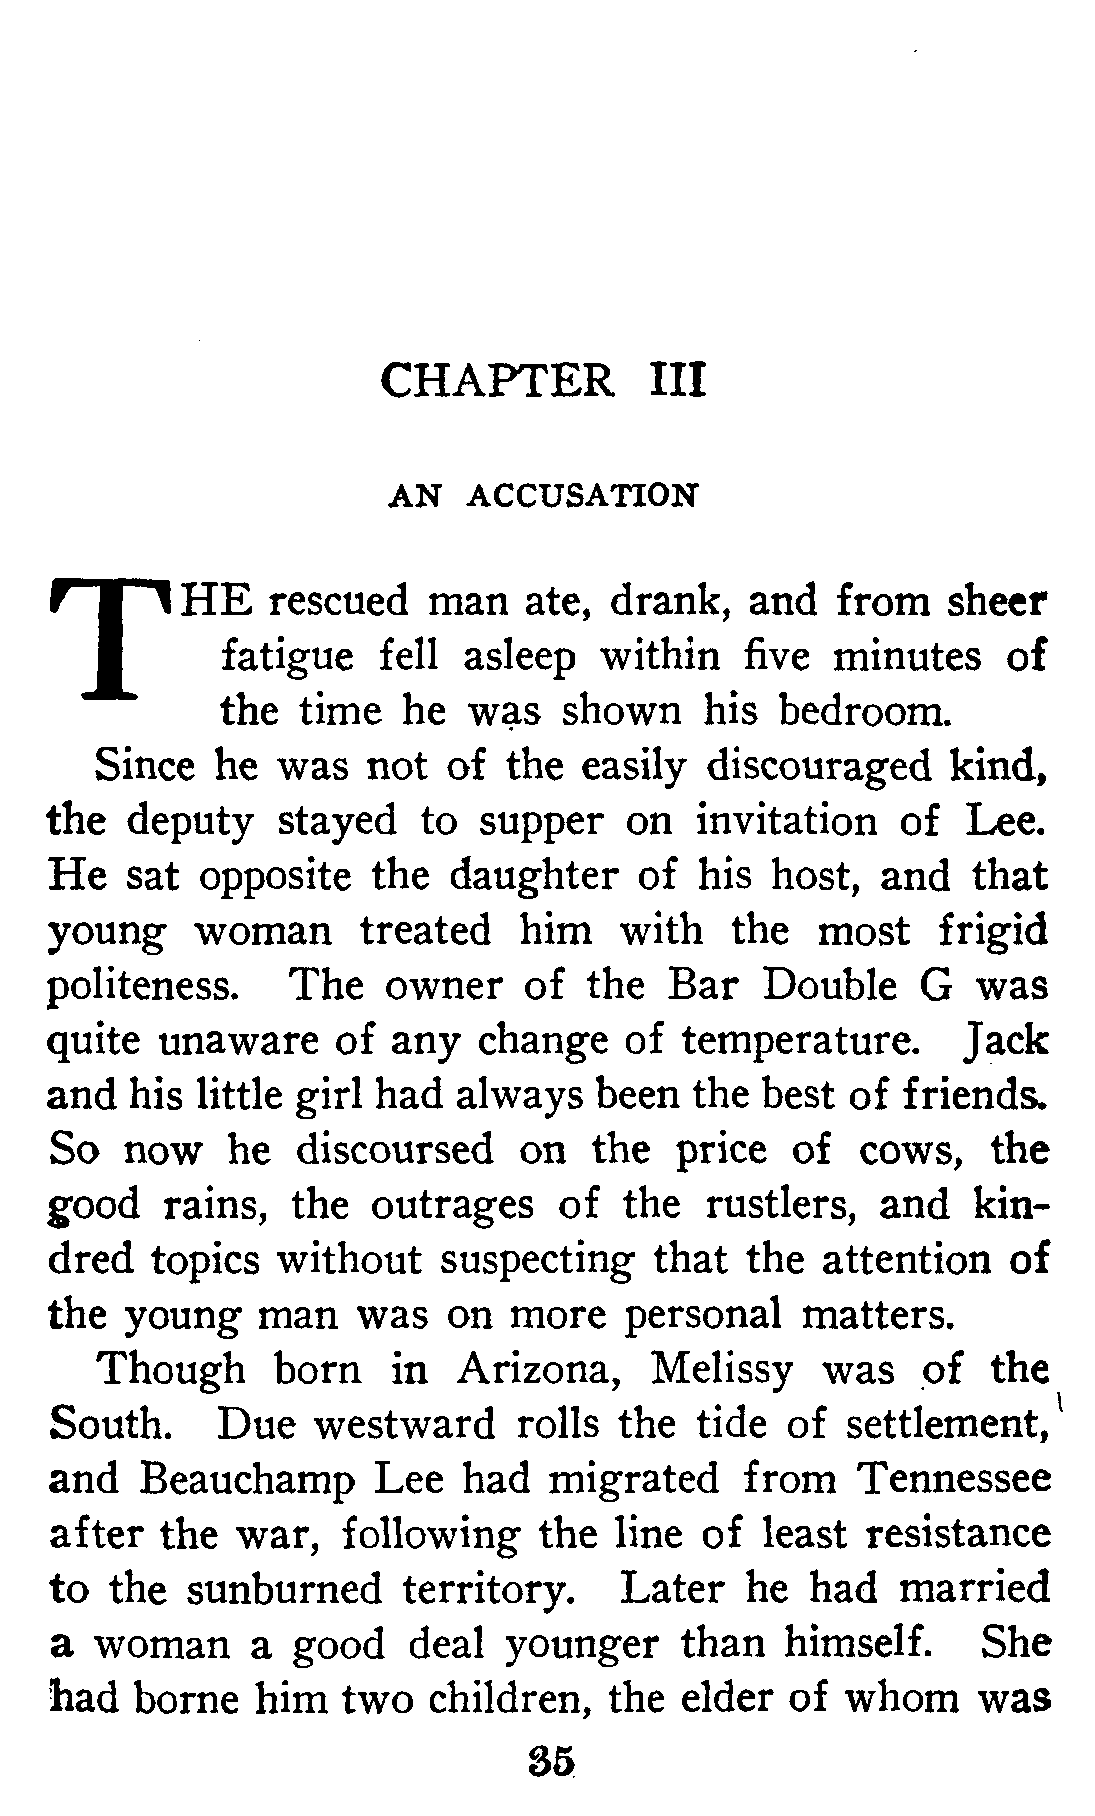 CHAPTER III
AN ACCUSATION
THE rescued man ate, drank, and from sheer
fatigue fell asleep within five minutes of
the time he was shown his bedroom.
Since he was not of the easily discouraged kind,
the deputy stayed to supper on invitation of Lee.
He sat opposite the daughter of his host, and that
young woman treated him with the most frigid
politeness. The owner of the Bar Double G was
quite unaware of any change of temperature. Jack
and his little girl had always been the best of friends.
So now he discoursed on the price of cows, the
good rains, the outrages of the rustlers, and kin-
dred topics without suspecting that the attention of
the young man was on more personal matters.
Though born in Arizona, Melissy was of the
South. Due westward rolls the tide of settlement,
and Beauchamp Lee had migrated from Tennessee
after the war, following the line of least resistance
to the sunburned territory. Later he had married
a woman a good deal younger than himself. She
had borne him two children, the elder of whom was
35